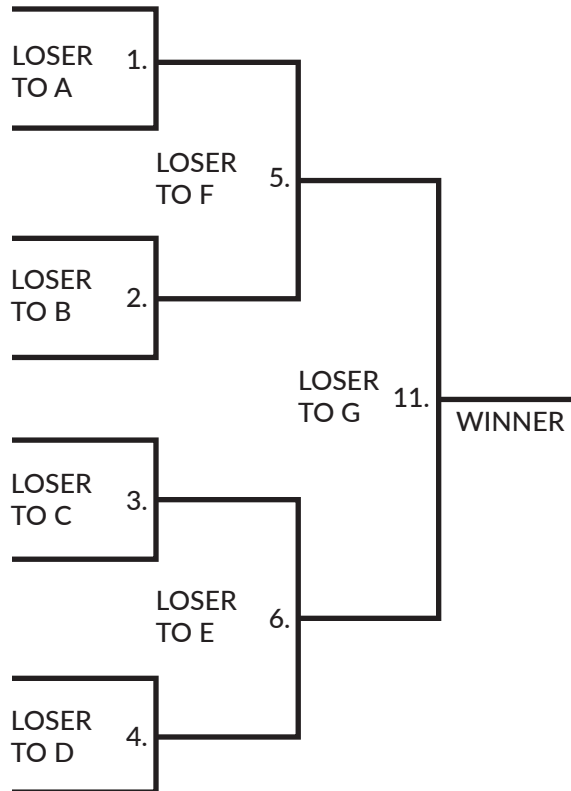 LOSER
TO A
1.
LOSER
TO F
5.
LOSER
TO B
2.
LOSER
TO G
11.
WINNER
LOSER
TO C
3.
LOSER
TO E
6.
LOSER
TO D
4.